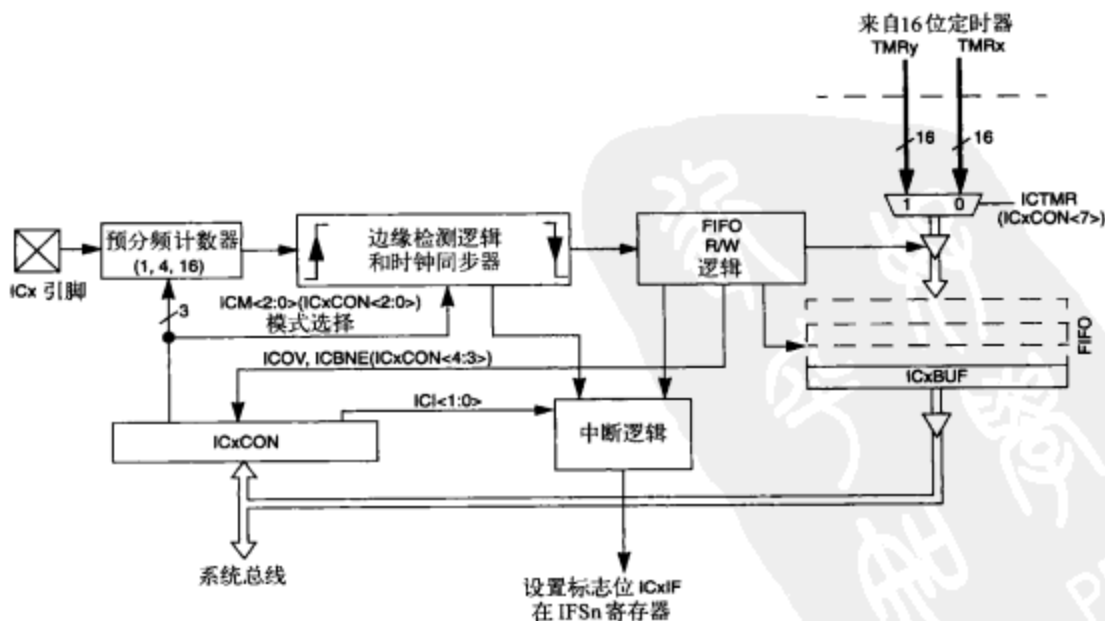 来自16位定时器
TMRy TMRx
16 16
1 0
ICTMR
(ICxCON<7>)
ICx 引脚
预分频计数器
(1, 4, 16)
边缘检测逻辑
和时钟同步器
FIFO
R/W
逻辑
3
ICM<2:0>(ICxCON<2:0>)
模式选择
FIFO
ICxBUF
ICOV, ICBNE(ICxCON<4:3>)
ICI<1:0>
ICxCON
中断逻辑
系统总线
设置标志位 ICxIF
在 IFSn 寄存器